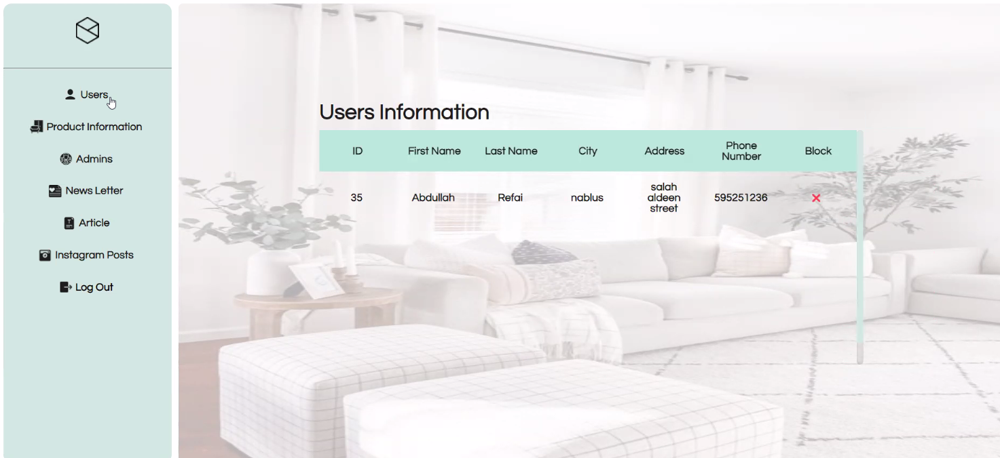 Users
Product Information
Admins
News Letter
Article
Instagram Posts
Log Out
Users Information
ID First Name Last Name City Address Phone Number Block
35 Abdullah Refai nablus salah aldeen street 595251236